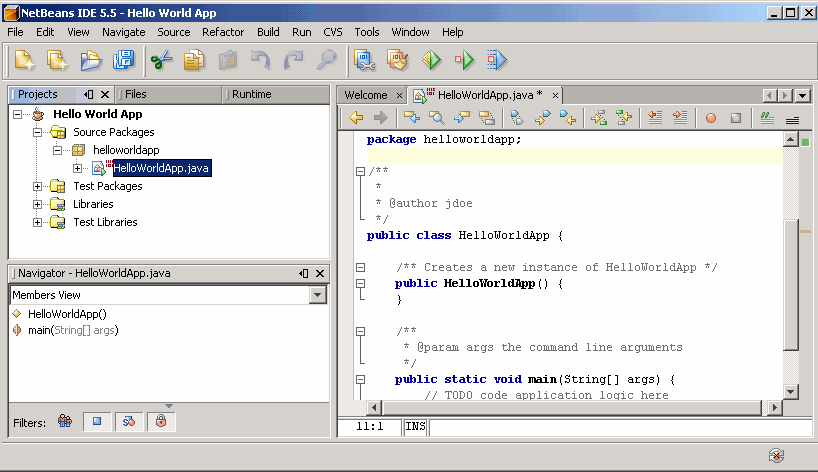 NetBeans IDE 5.5 - Hello World App
File Edit View Navigate Source Refactor Build Run CVS Tools Window Help
Projects Files Runtime
Hello World App
Source Packages
helloworldapp
HelloWorldApp.java
Test Packages
Libraries
Test Libraries
Navigator - HelloWorldApp.java
Members View
HelloWorldApp()
main(String[] args)
Filters:
Welcome HelloWorldApp.java *
package helloworldapp;
/**
*
* @author jdoe
*/
public class HelloWorldApp {
/** Creates a new instance of HelloWorldApp */
public HelloWorldApp() {
}
/**
* @param args the command line arguments
*/
public static void main(String[] args) {
// TODO code application logic here
11:1 INS